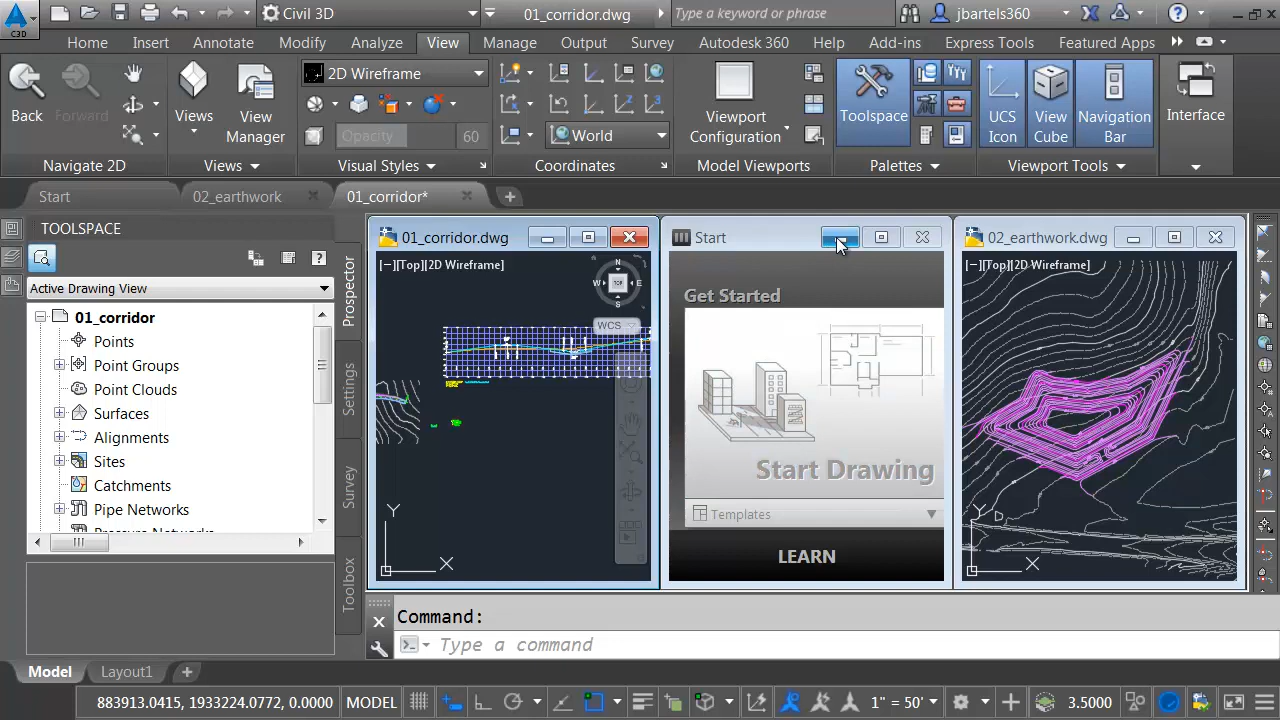 C3D
Civil 3D
01_corridor.dwg
Type a keyword or phrase
jbartels360
Home Insert Annotate Modify Analyze View Manage Output Survey Autodesk 360 Help Add-ins Express Tools Featured Apps
2D Wireframe
Back Forward
Views
View Manager
Opacity 60
World
Viewport Configuration
Toolspace
UCS Icon
View Cube
Navigation Bar
Interface
Navigate 2D Views Visual Styles Coordinates Model Viewports Palettes Viewport Tools
Start 02_earthwork 01_corridor*
TOOLSPACE
Active Drawing View
01_corridor
Points
Point Groups
Point Clouds
Surfaces
Alignments
Sites
Catchments
Pipe Networks
Pressure Networks
Prospector
Settings
Survey
Toolbox
01_corridor.dwg
[−][Top][2D Wireframe]
N
W TOP E
S
WCS
Y
X
Start
Get Started
Start Drawing
Templates
LEARN
02_earthwork.dwg
[−][Top][2D Wireframe]
Y
X
Command:
Type a command
Model Layout1
883913.0415, 1933224.0772, 0.0000 MODEL 1" = 50' 3.5000